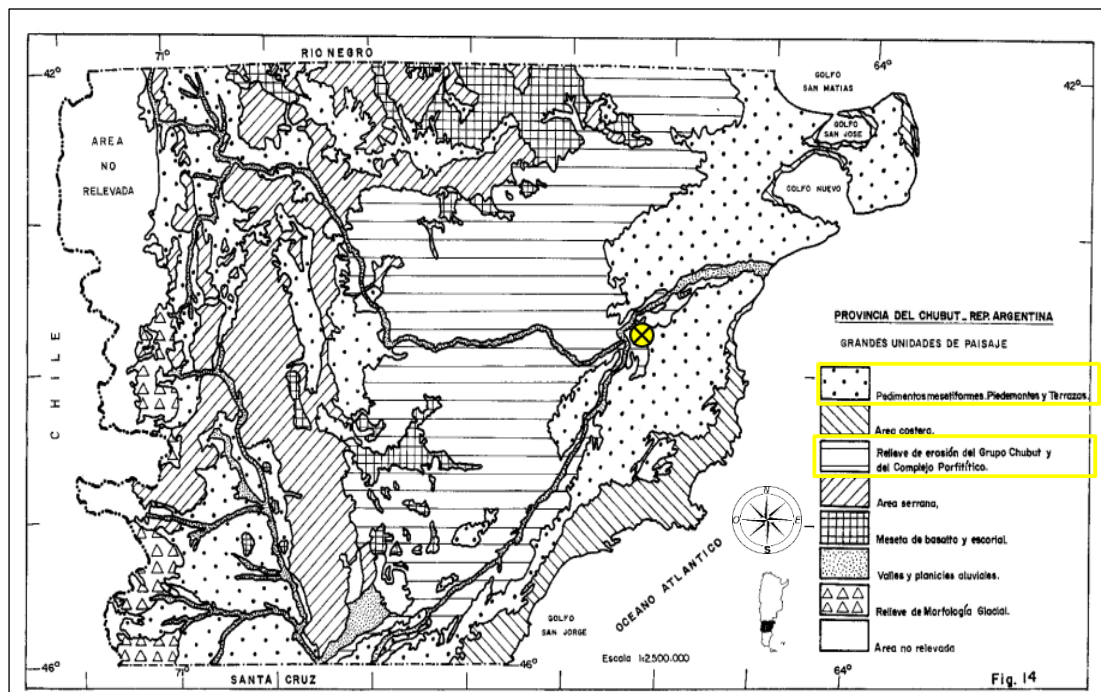 RIO NEGRO
71°
64°
42°
42°
GOLFO
SAN MATIAS
GOLFO
SAN JOSE
GOLFO NUEVO
AREA
NO
RELEVADA
CHILE
PROVINCIA DEL CHUBUT_ REP. ARGENTINA
GRANDES UNIDADES DE PAISAJE
Pedimentos mesetiformes. Piedemontes y Terrazas.
Area costera.
Relieve de erosión del Grupo Chubut y
del Complejo Porfitítico.
Area serrana,
Meseta de basalto y escorial.
Valles y planicies aluviales.
Relieve de Morfología Glacial.
Area no relevada
N
O
E
S
OCEANO ATLANTICO
GOLFO
SAN JORGE
Escala 1:2.500.000
46°
71°
SANTA CRUZ
46°
64°
Fig. 14